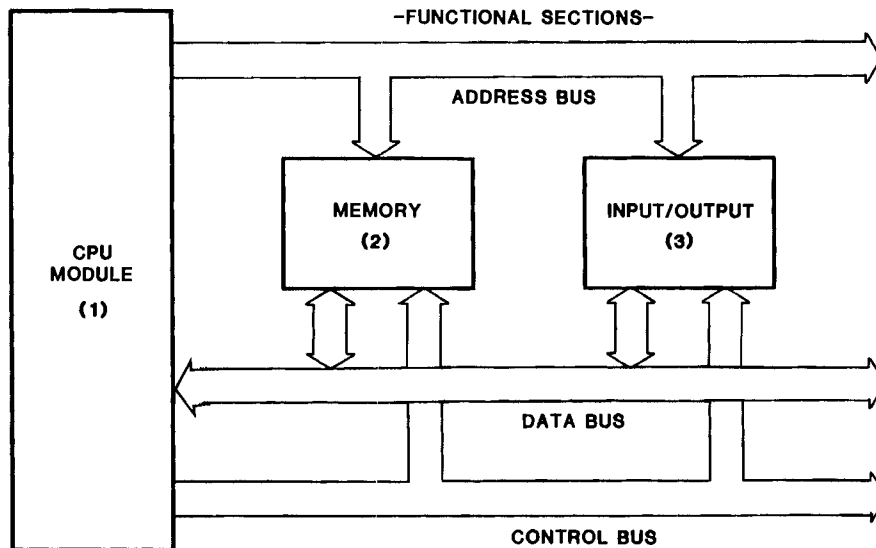 -FUNCTIONAL SECTIONS-
ADDRESS BUS
MEMORY
(2)
INPUT/OUTPUT
(3)
CPU
MODULE
(1)
DATA BUS
CONTROL BUS